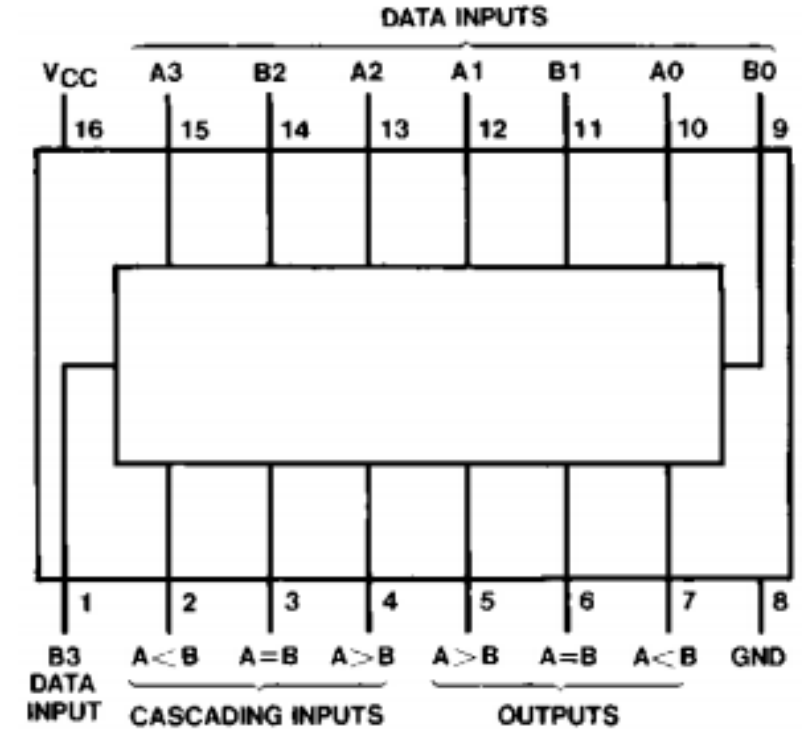 DATA INPUTS
VCC A3 B2 A2 A1 B1 A0 B0
16 15 14 13 12 11 10 9
1 2 3 4 5 6 7 8
B3 A<B A=B A>B A>B A=B A<B GND
DATA
INPUT CASCADING INPUTS OUTPUTS